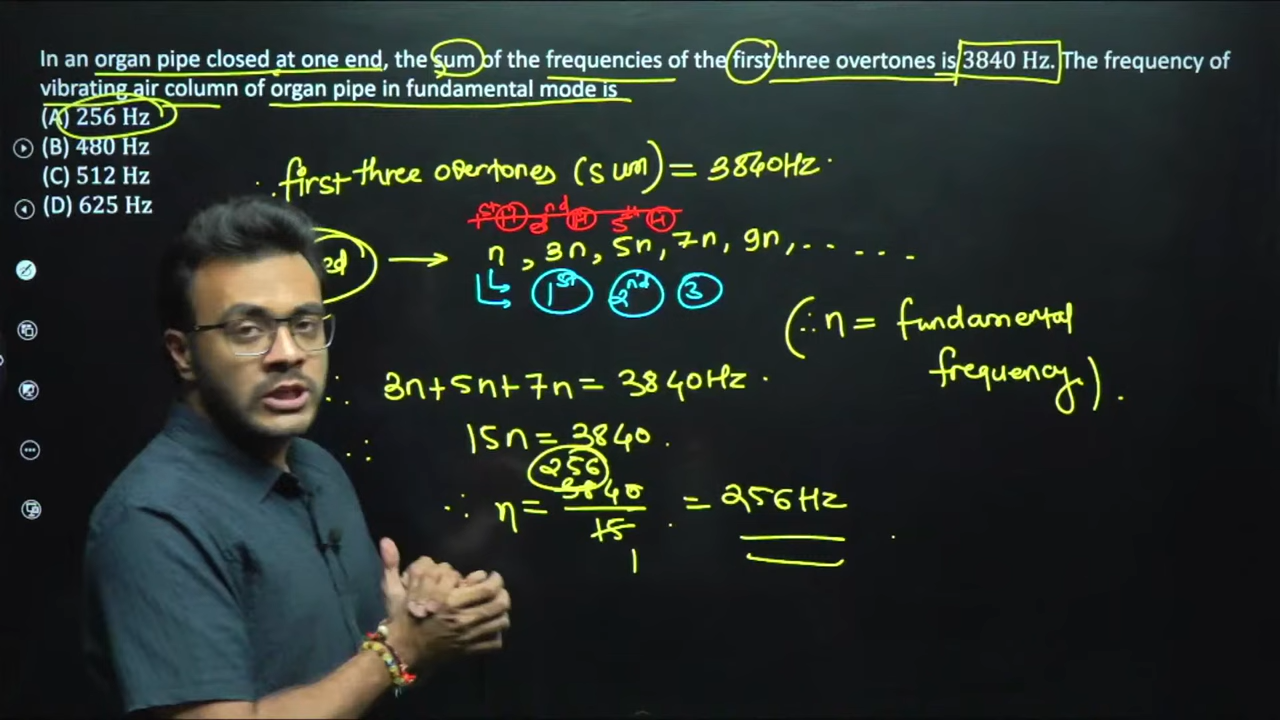 In an organ pipe closed at one end, the sum of the frequencies of the first three overtones is 3840 Hz. The frequency of
vibrating air column of organ pipe in fundamental mode is
(A) 256 Hz
(B) 480 Hz
(C) 512 Hz
(D) 625 Hz
∴ first three overtones (sum) = 3840Hz.
ed → n, 3n, 5n, 7n, 9n, . . . . . .
1st 2nd 3
(∴ n = fundamental
frequency).
∴ 3n+5n+7n = 3840Hz.
∴ 15n = 3840.
256
∴ n = 3840/15 = 256Hz
1